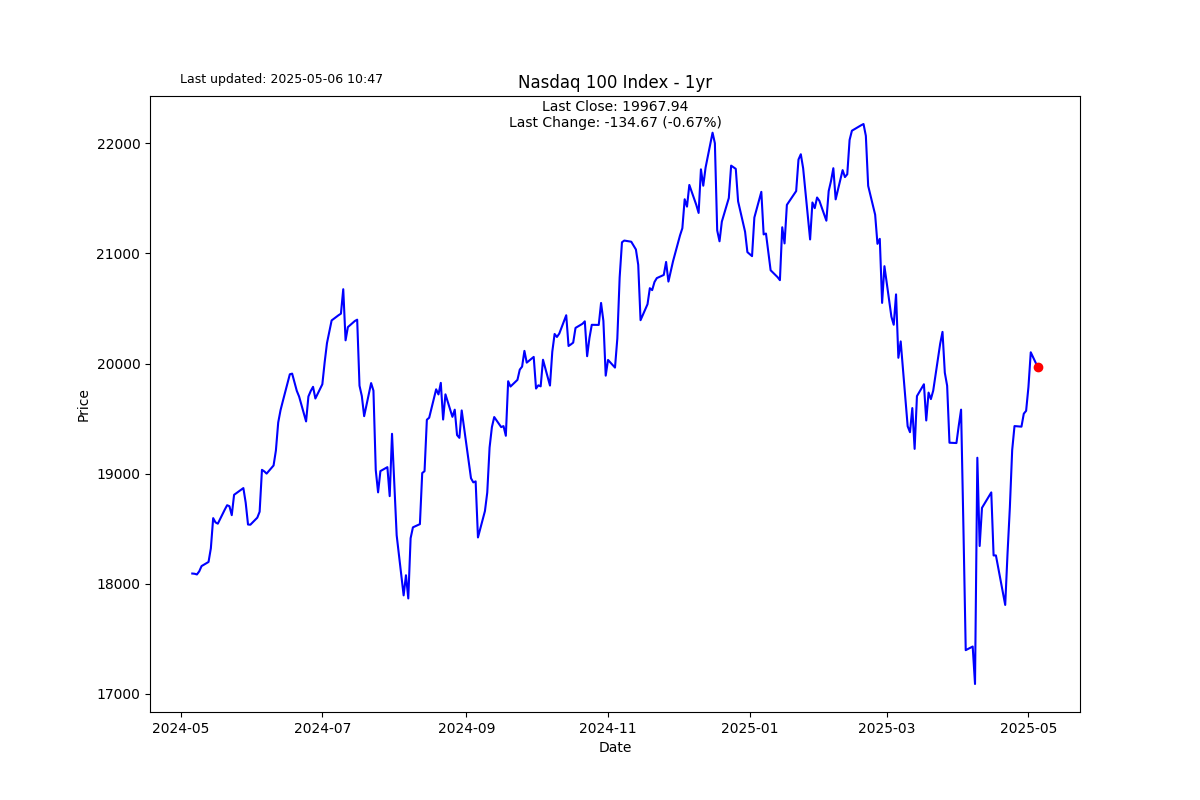 Last updated: 2025-05-06 10:47
Nasdaq 100 Index - 1yr
Last Close: 19967.94
Last Change: -134.67 (-0.67%)
Price
22000
21000
20000
19000
18000
17000
2024-05 2024-07 2024-09 2024-11 2025-01 2025-03 2025-05
Date